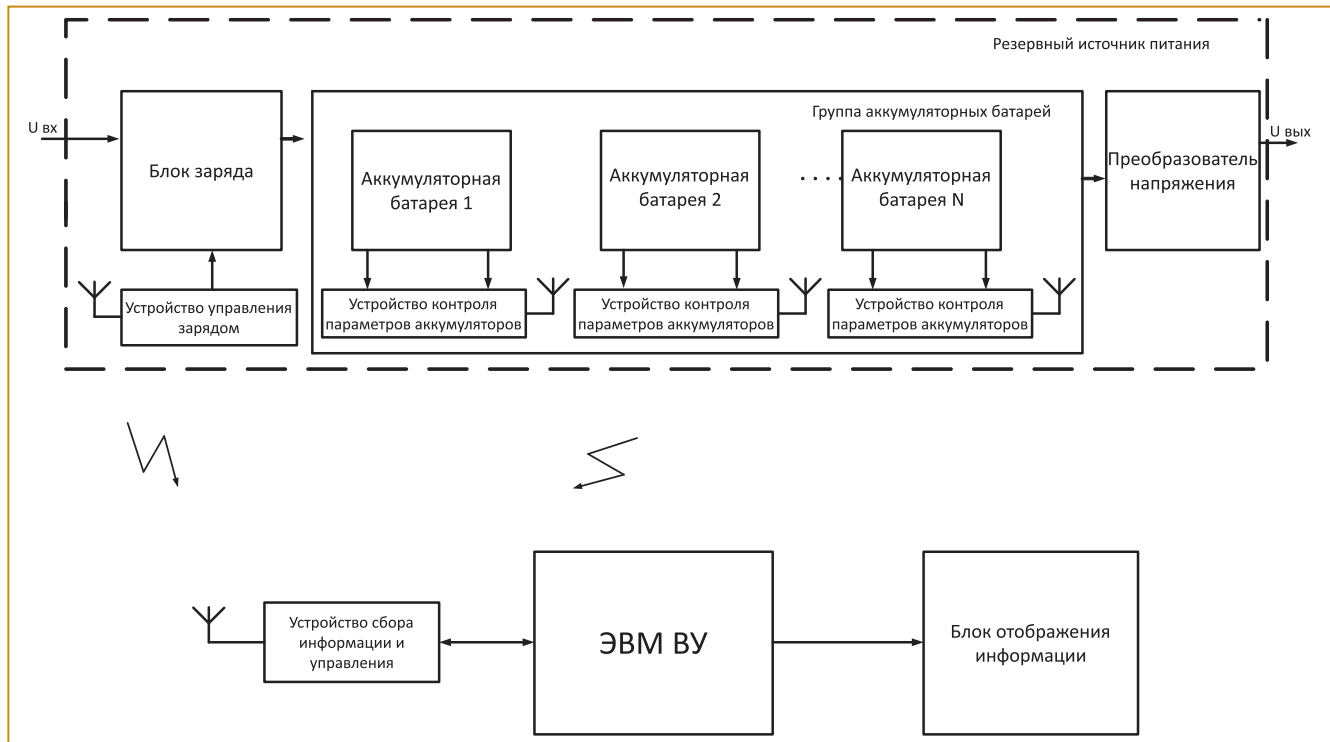 Резервный источник питания
U вх
Блок заряда
Группа аккумуляторных батарей
Аккумуляторная
батарея 1
Аккумуляторная
батарея 2
. . . .
Аккумуляторная
батарея N
Преобразователь
напряжения
U вых
Устройство управления
зарядом
Устройство контроля
параметров аккумуляторов
Устройство контроля
параметров аккумуляторов
Устройство контроля
параметров аккумуляторов
Устройство сбора
информации и
управления
ЭВМ ВУ
Блок отображения
информации